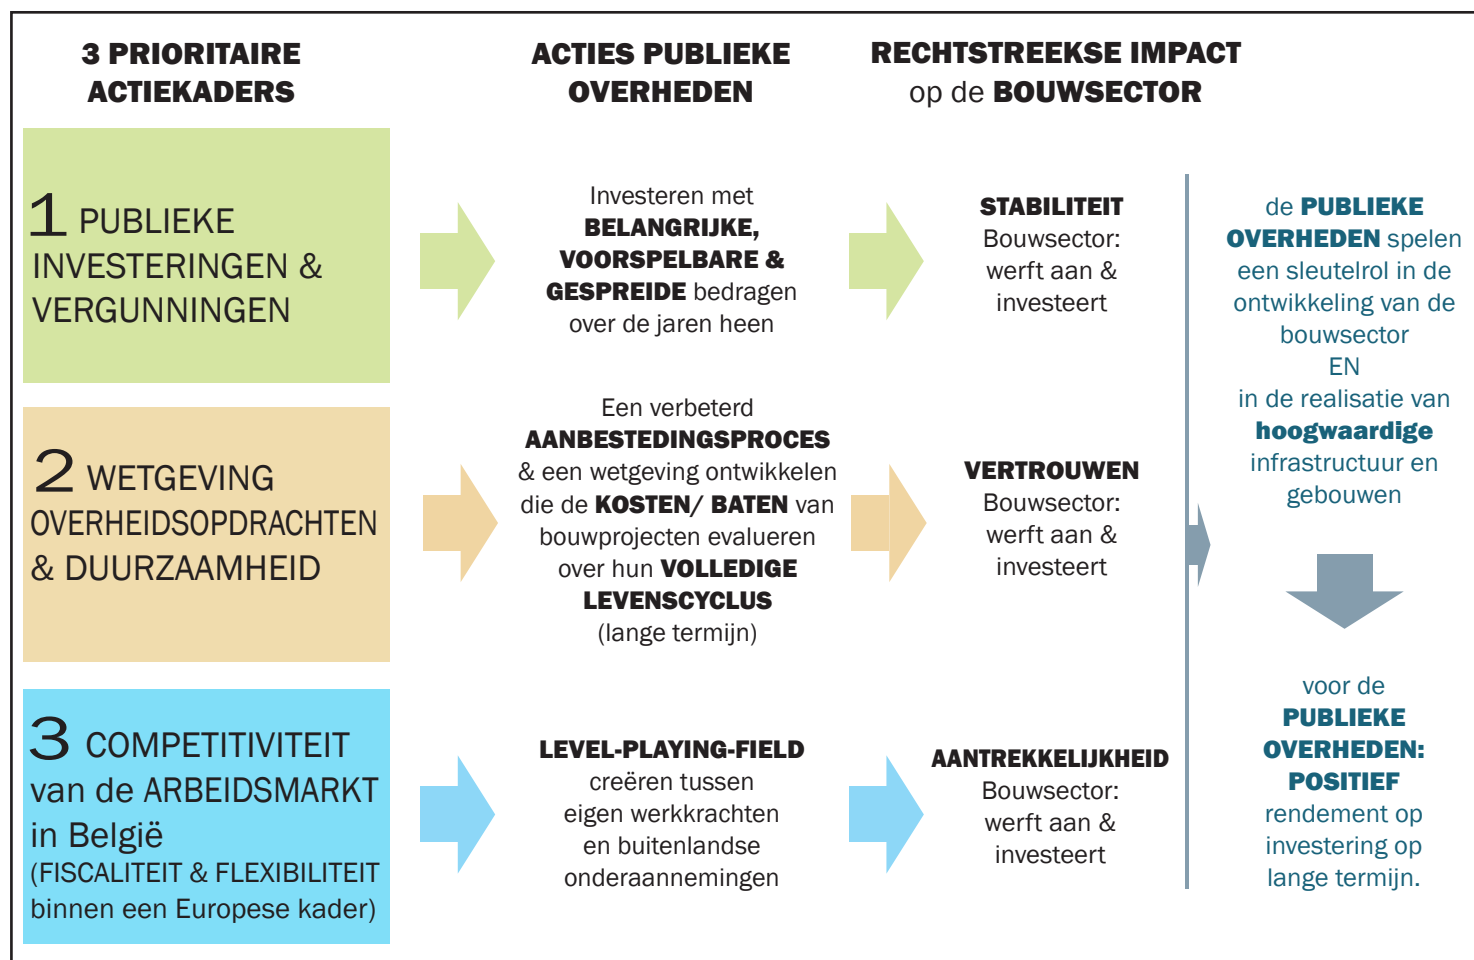 3 PRIORITAIRE
ACTIEKADERS
ACTIES PUBLIEKE
OVERHEDEN
RECHTSTREEKSE IMPACT
op de BOUWSECTOR
1 PUBLIEKE
INVESTERINGEN &
VERGUNNINGEN
Investeren met
BELANGRIJKE,
VOORSPELBARE &
GESPREIDE bedragen
over de jaren heen
STABILITEIT
Bouwsector:
werft aan &
investeert
2 WETGEVING
OVERHEIDSOPDRACHTEN
& DUURZAAMHEID
Een verbeterd
AANBESTEDINGSPROCES
& een wetgeving ontwikkelen
die de KOSTEN/ BATEN van
bouwprojecten evalueren
over hun VOLLEDIGE
LEVENSCYCLUS
(lange termijn)
VERTROUWEN
Bouwsector:
werft aan &
investeert
3 COMPETITIVITEIT
van de ARBEIDSMARKT
in België
(FISCALITEIT & FLEXIBILITEIT
binnen een Europese kader)
LEVEL-PLAYING-FIELD
creëren tussen
eigen werkkrachten
en buitenlandse
onderaannemingen
AANTREKKELIJKHEID
Bouwsector:
werft aan &
investeert
de PUBLIEKE
OVERHEDEN spelen
een sleutelrol in de
ontwikkeling van de
bouwsector
EN
in de realisatie van
hoogwaardige
infrastructuur en
gebouwen
voor de
PUBLIEKE
OVERHEDEN:
POSITIEF
rendement op
investering op
lange termijn.